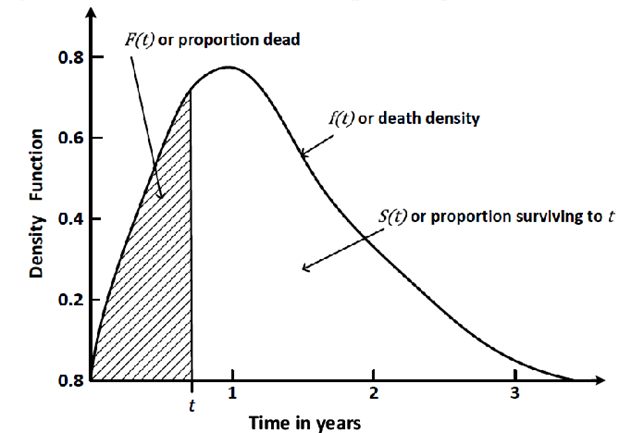 F(t) or proportion dead
0.8
0.6
f(t) or death density
0.4
S(t) or proportion surviving to t
0.2
0.8
t
1
2
3
Density Function
Time in years